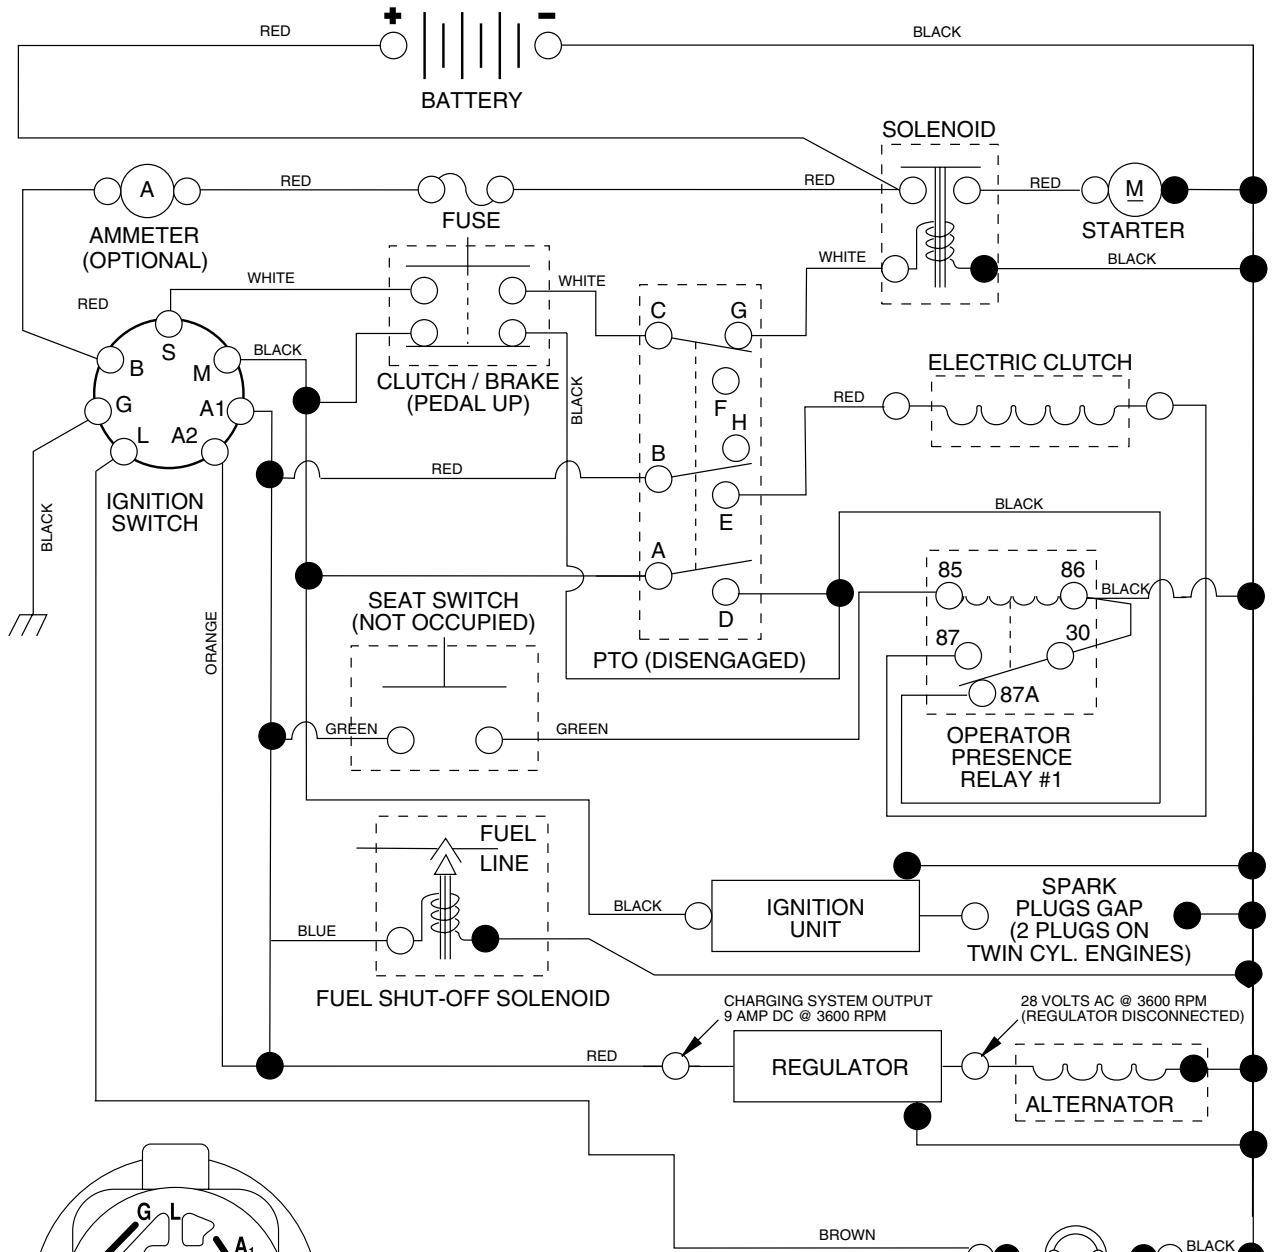 + -
RED
BLACK
BATTERY
SOLENOID
A
RED
RED
RED
M
FUSE
AMMETER
(OPTIONAL)
STARTER
WHITE
WHITE
WHITE
BLACK
RED
S
B
M
BLACK
G
A1
L
A2
IGNITION
SWITCH
CLUTCH / BRAKE
(PEDAL UP)
BLACK
C
G
F
H
B
E
A
D
ELECTRIC CLUTCH
RED
RED
BLACK
BLACK
ORANGE
SEAT SWITCH
(NOT OCCUPIED)
PTO (DISENGAGED)
85
86
BLACK
87
30
87A
GREEN
GREEN
OPERATOR
PRESENCE
RELAY #1
FUEL
LINE
BLUE
FUEL SHUT-OFF SOLENOID
BLACK
IGNITION
UNIT
SPARK
PLUGS GAP
(2 PLUGS ON
TWIN CYL. ENGINES)
CHARGING SYSTEM OUTPUT
9 AMP DC @ 3600 RPM
28 VOLTS AC @ 3600 RPM
(REGULATOR DISCONNECTED)
RED
REGULATOR
ALTERNATOR
G
L
A1
BROWN
BLACK